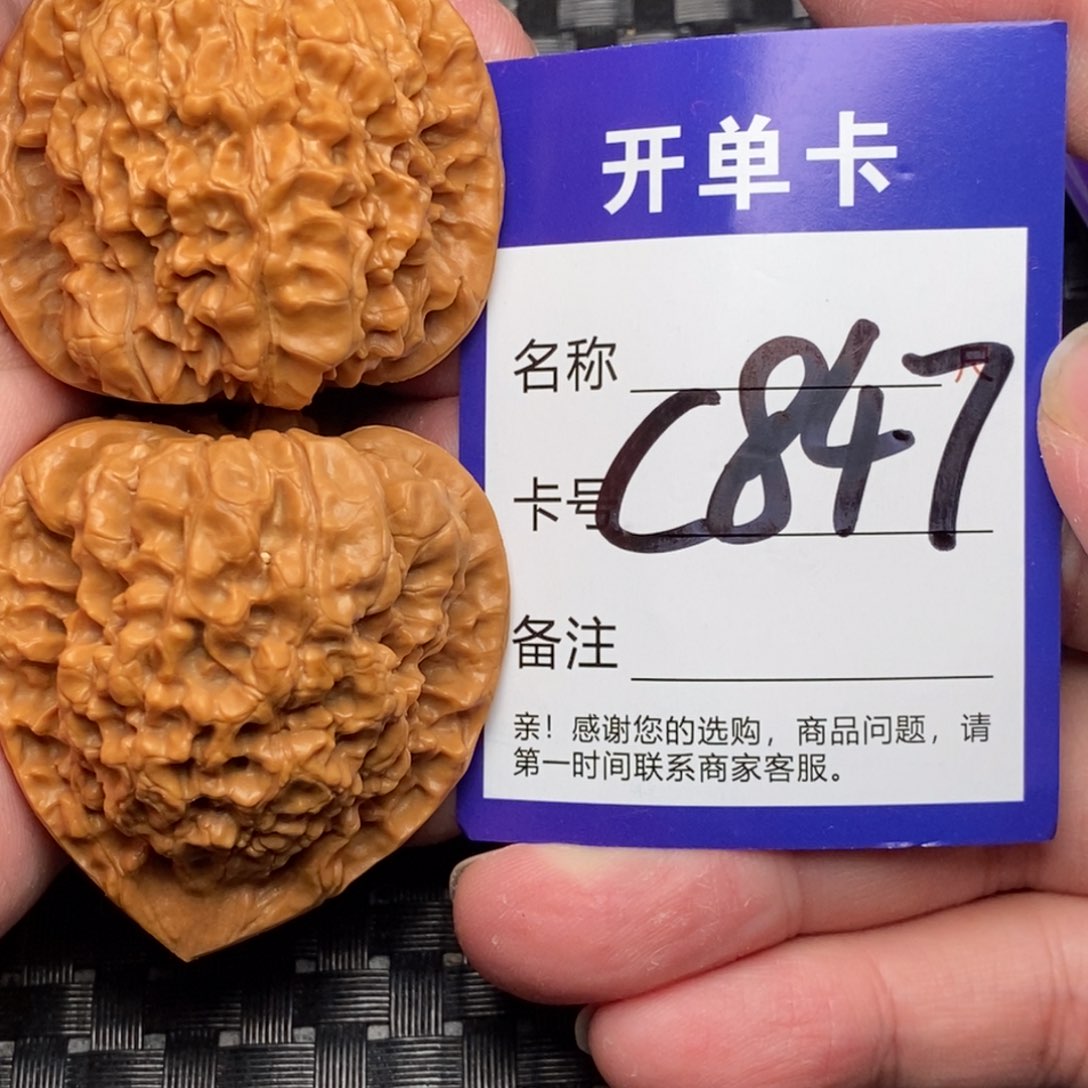 开单卡
名称
尺
C847
卡号
备注
亲！感谢您的选购，商品问题，请
第一时间联系商家客服。